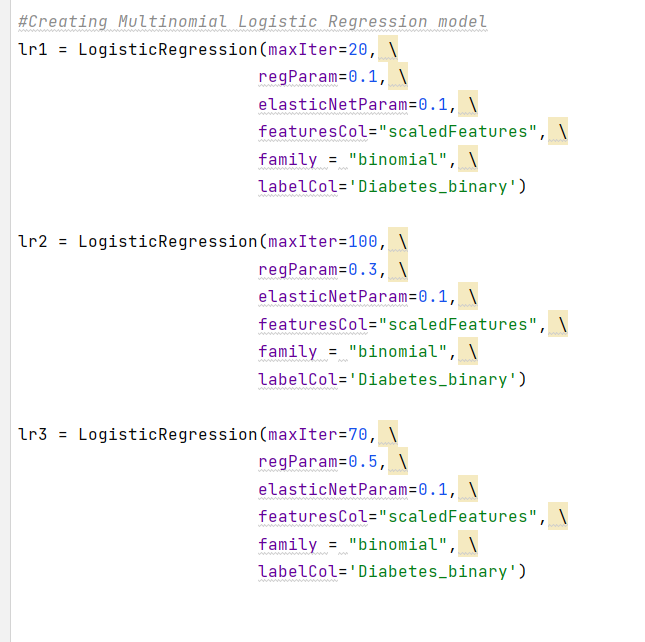 #Creating Multinomial Logistic Regression model
lr1 = LogisticRegression(maxIter=20, \
                        regParam=0.1, \
                        elasticNetParam=0.1, \
                        featuresCol="scaledFeatures", \
                        family = "binomial", \
                        labelCol='Diabetes_binary')

lr2 = LogisticRegression(maxIter=100, \
                        regParam=0.3, \
                        elasticNetParam=0.1, \
                        featuresCol="scaledFeatures", \
                        family = "binomial", \
                        labelCol='Diabetes_binary')

lr3 = LogisticRegression(maxIter=70, \
                        regParam=0.5, \
                        elasticNetParam=0.1, \
                        featuresCol="scaledFeatures", \
                        family = "binomial", \
                        labelCol='Diabetes_binary')